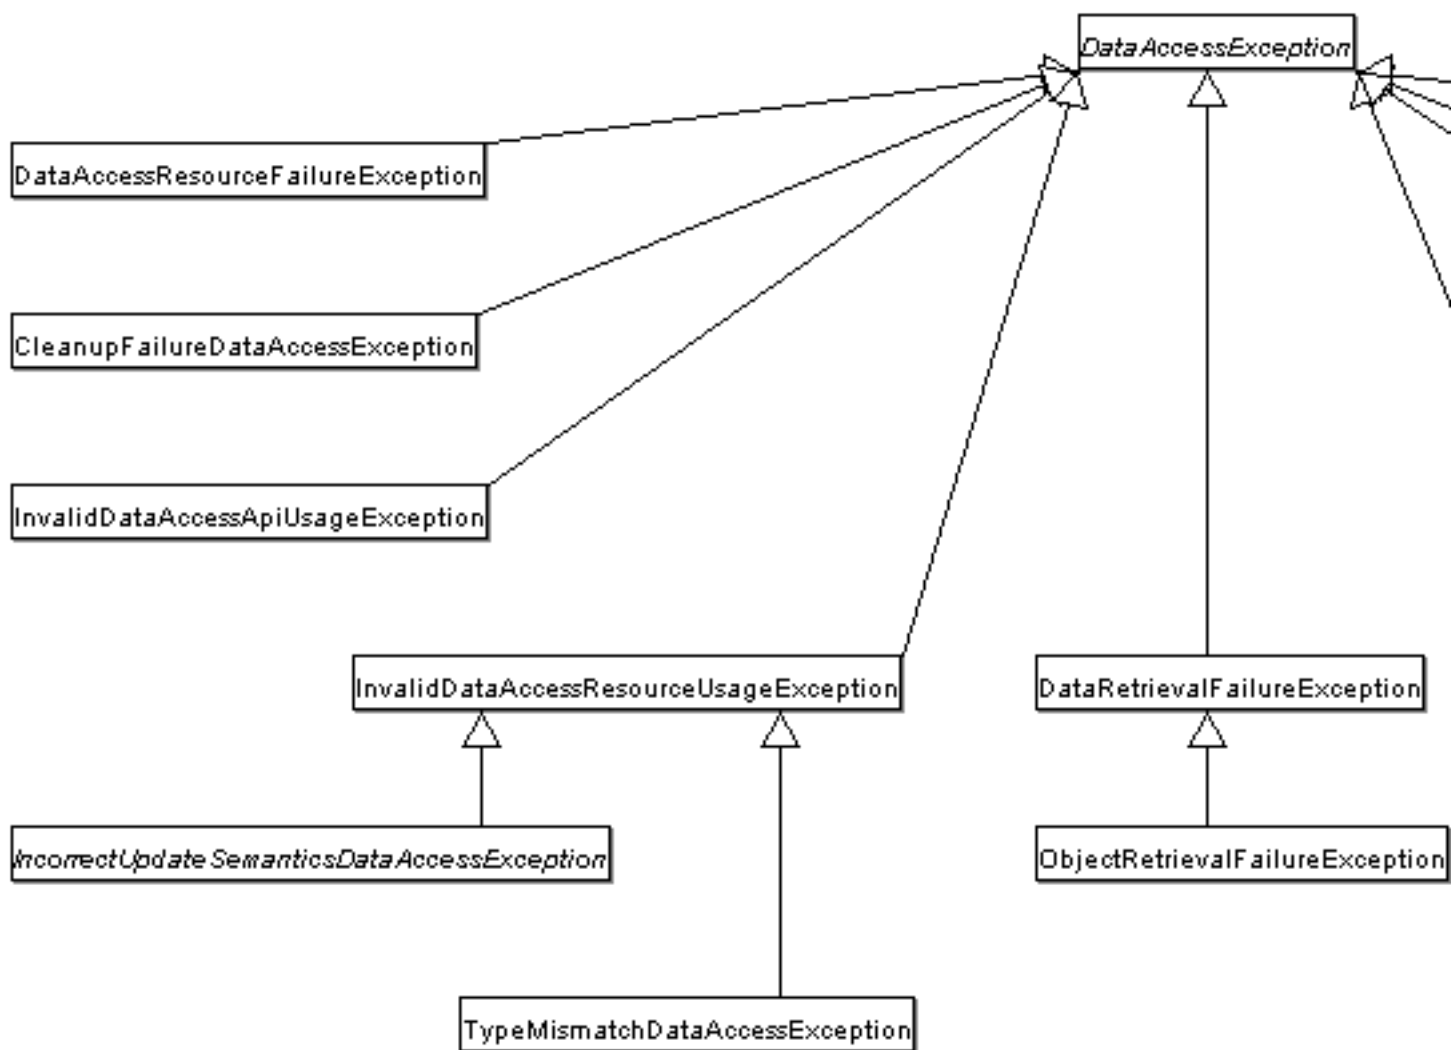 DataAccessException
DataAccessResourceFailureException
CleanupFailureDataAccessException
InvalidDataAccessApiUsageException
InvalidDataAccessResourceUsageException
DataRetrievalFailureException
IncorrectUpdateSemanticsDataAccessException
ObjectRetrievalFailureException
TypeMismatchDataAccessException